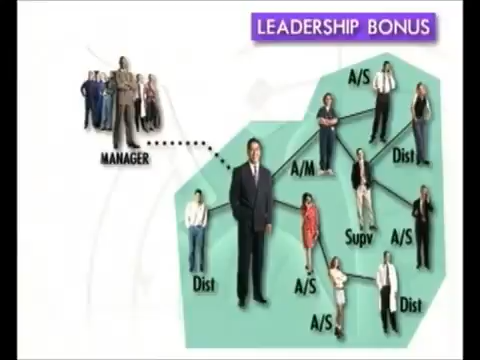 LEADERSHIP BONUS
A/S
MANAGER
A/M
Dist
Supv
A/S
Dist
A/S
Dist
A/S